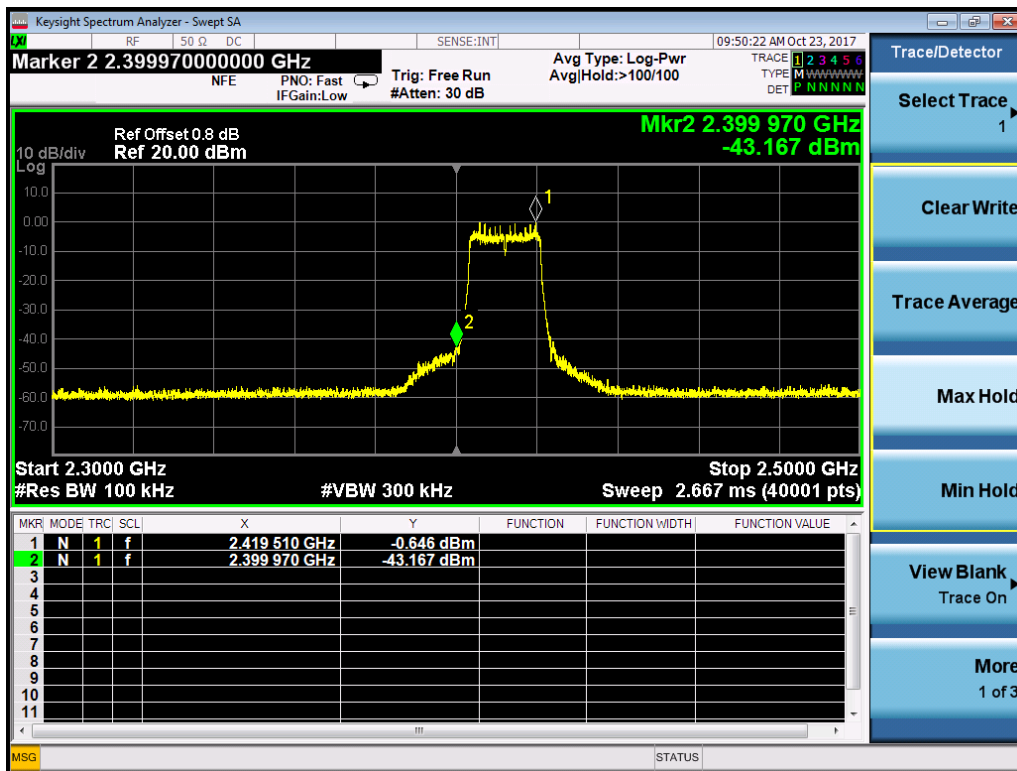 Keysight Spectrum Analyzer - Swept SA
LXI RF 50 Ω DC SENSE:INT 09:50:22 AM Oct 23, 2017
Marker 2 2.399970000000 GHz
NFE PNO: Fast IFGain:Low
Trig: Free Run #Atten: 30 dB
Avg Type: Log-Pwr Avg|Hold:>100/100
TRACE 1 2 3 4 5 6
TYPE M W W W W W
DET P N N N N N
Mkr2 2.399 970 GHz
-43.167 dBm
Ref Offset 0.8 dB
10 dB/div Ref 20.00 dBm
Log
10.0
0.00
-10.0
-20.0
-30.0
-40.0
-50.0
-60.0
-70.0
1
2
Start 2.3000 GHz Stop 2.5000 GHz
#Res BW 100 kHz #VBW 300 kHz Sweep 2.667 ms (40001 pts)
MKR MODE TRC SCL X Y FUNCTION FUNCTION WIDTH FUNCTION VALUE
1 N 1 f 2.419 510 GHz -0.646 dBm
2 N 1 f 2.399 970 GHz -43.167 dBm
3
4
5
6
7
8
9
10
11
MSG STATUS
Trace/Detector
Select Trace
1
Clear Write
Trace Average
Max Hold
Min Hold
View Blank
Trace On
More
1 of 3